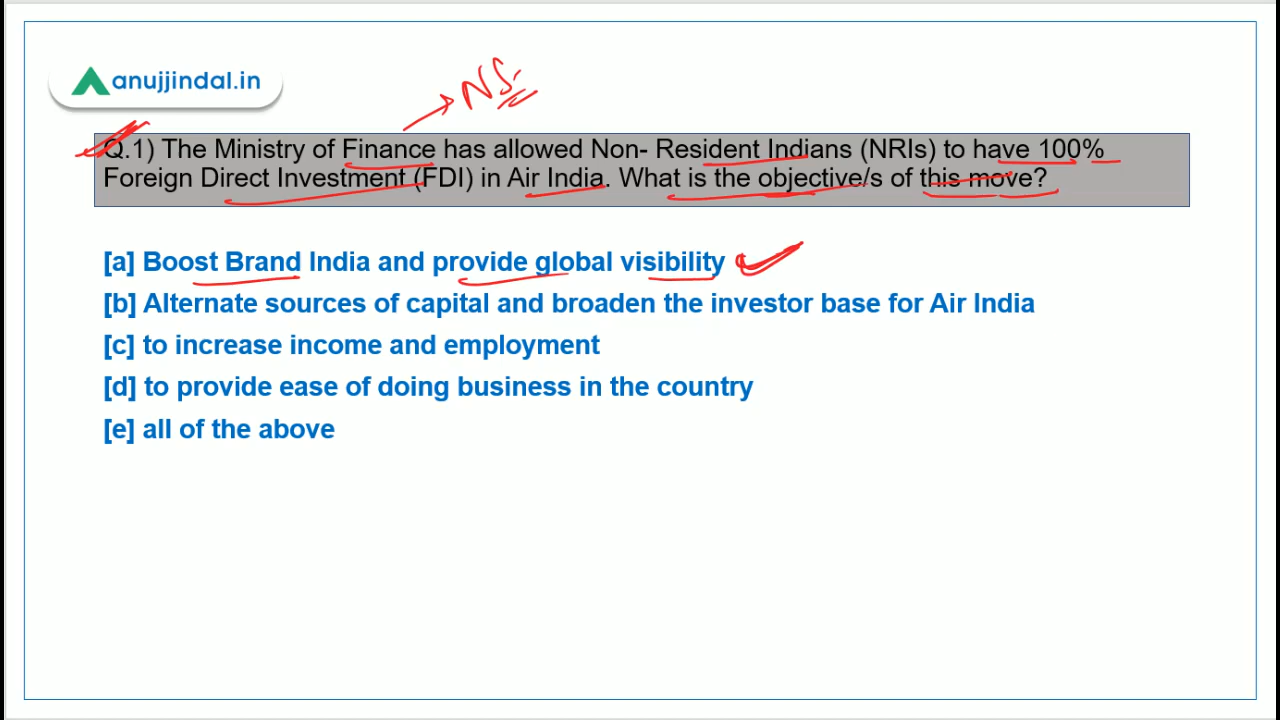 anujjindal.in
NS.
Q.1) The Ministry of Finance has allowed Non- Resident Indians (NRIs) to have 100%
Foreign Direct Investment (FDI) in Air India. What is the objective/s of this move?
[a] Boost Brand India and provide global visibility
[b] Alternate sources of capital and broaden the investor base for Air India
[c] to increase income and employment
[d] to provide ease of doing business in the country
[e] all of the above